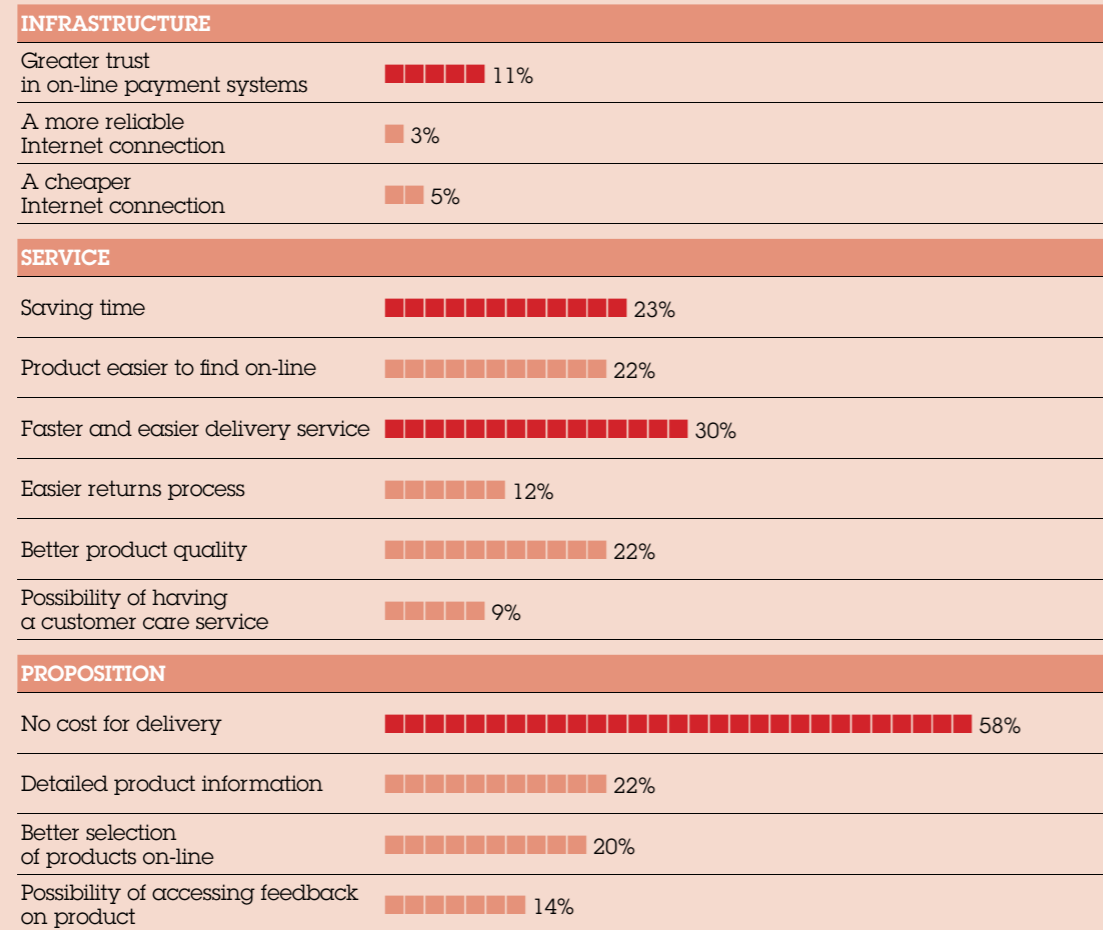 INFRASTRUCTURE
Greater trust
in on-line payment systems
11%
A more reliable
Internet connection
3%
A cheaper
Internet connection
5%
SERVICE
Saving time
23%
Product easier to find on-line
22%
Faster and easier delivery service
30%
Easier returns process
12%
Better product quality
22%
Possibility of having
a customer care service
9%
PROPOSITION
No cost for delivery
58%
Detailed product information
22%
Better selection
of products on-line
20%
Possibility of accessing feedback
on product
14%